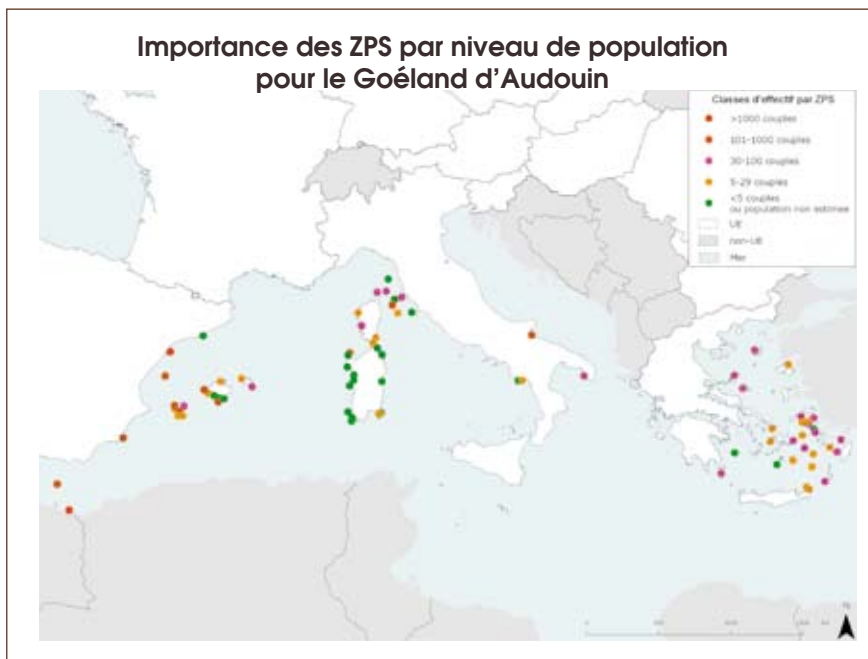 Importance des ZPS par niveau de population
pour le Goéland d'Audouin
Classes d'effectif par ZPS
>1000 couples
101-1000 couples
30-100 couples
5-29 couples
<5 couples
ou population non estimee
UE
non-UE
Mer